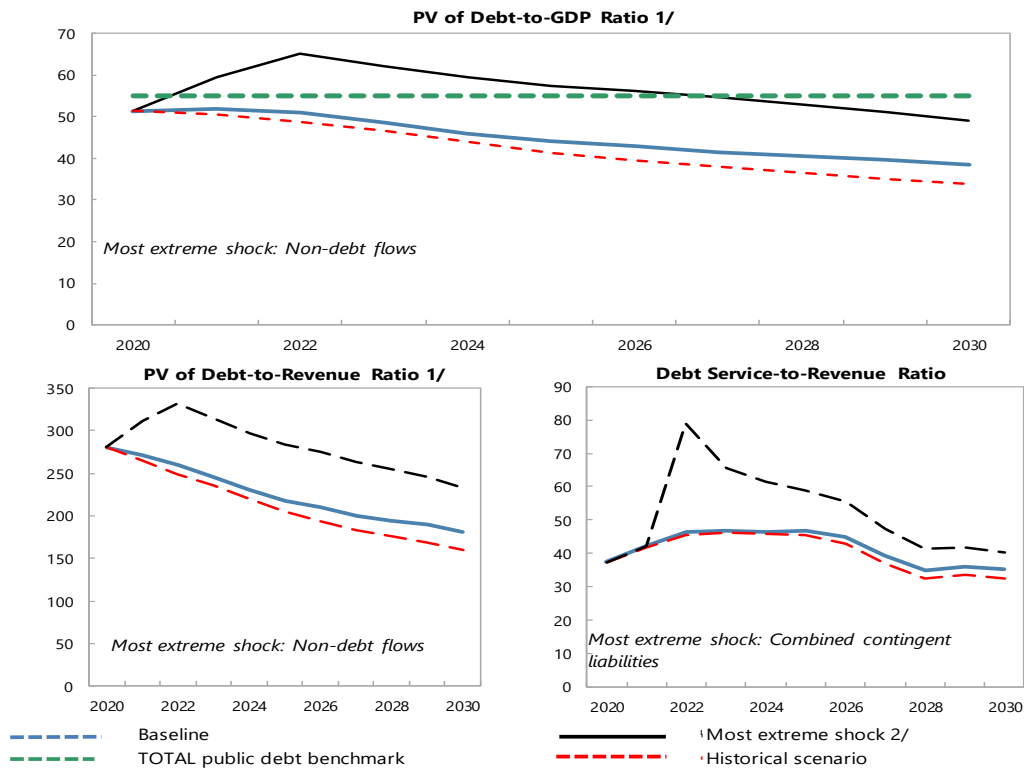 PV of Debt-to-GDP Ratio 1/
70
60
50
40
30
20
10
0
Most extreme shock: Non-debt flows
2020 2022 2024 2026 2028 2030
PV of Debt-to-Revenue Ratio 1/
350
300
250
200
150
100
50
0
Most extreme shock: Non-debt flows
2020 2022 2024 2026 2028 2030
Debt Service-to-Revenue Ratio
90
80
70
60
50
40
30
20
10
0
Most extreme shock: Combined contingent
liabilities
2020 2022 2024 2026 2028 2030
Baseline
Most extreme shock 2/
TOTAL public debt benchmark
Historical scenario